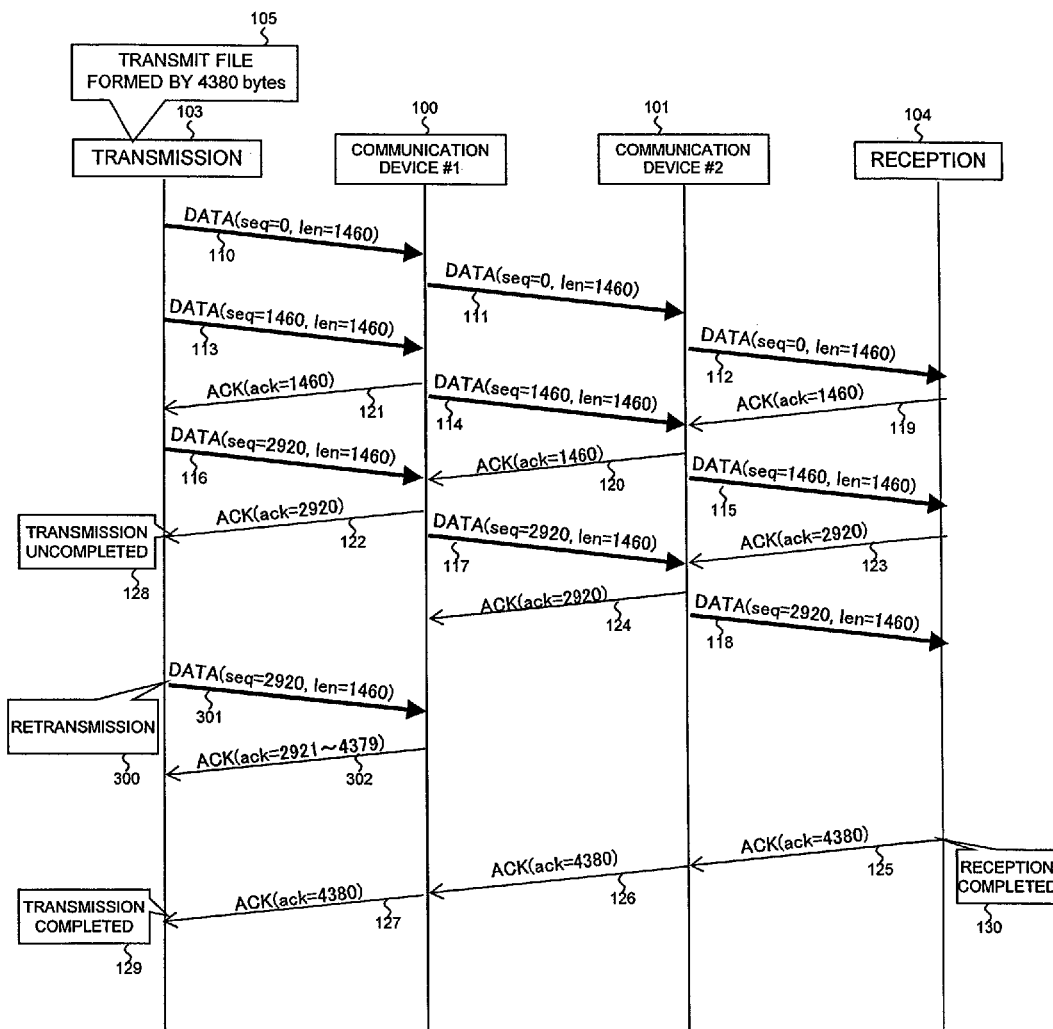 105
TRANSMIT FILE
FORMED BY 4380 bytes
103
TRANSMISSION
100
COMMUNICATION
DEVICE #1
101
COMMUNICATION
DEVICE #2
104
RECEPTION
DATA(seq=0, len=1460)
110
DATA(seq=0, len=1460)
111
DATA(seq=1460, len=1460)
113
DATA(seq=0, len=1460)
112
ACK(ack=1460)
121
DATA(seq=1460, len=1460)
114
ACK(ack=1460)
119
DATA(seq=2920, len=1460)
116
ACK(ack=1460)
120
DATA(seq=1460, len=1460)
115
TRANSMISSION
UNCOMPLETED
128
ACK(ack=2920)
122
DATA(seq=2920, len=1460)
117
ACK(ack=2920)
123
ACK(ack=2920)
124
DATA(seq=2920, len=1460)
118
DATA(seq=2920, len=1460)
301
RETRANSMISSION
300
ACK(ack=2921～4379)
302
ACK(ack=4380)
125
RECEPTION
COMPLETED
130
ACK(ack=4380)
126
ACK(ack=4380)
127
TRANSMISSION
COMPLETED
129